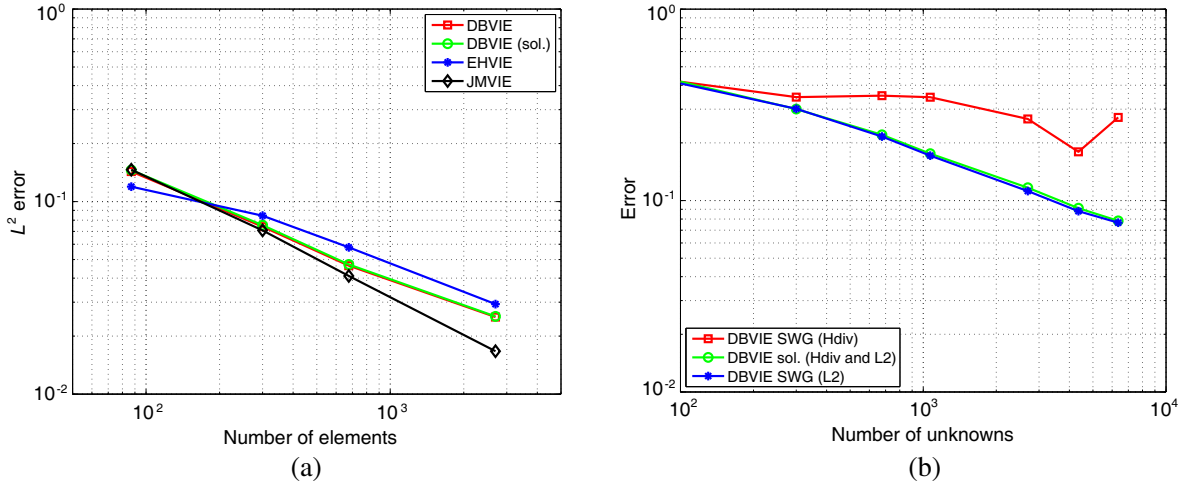 10^0
10^-1
10^-2
L^2 error
10^2
10^3
Number of elements
DBVIE
DBVIE (sol.)
EHVIE
JMVIE
(a)
10^0
10^-1
10^-2
Error
10^2
10^3
10^4
Number of unknowns
DBVIE SWG (Hdiv)
DBVIE sol. (Hdiv and L2)
DBVIE SWG (L2)
(b)